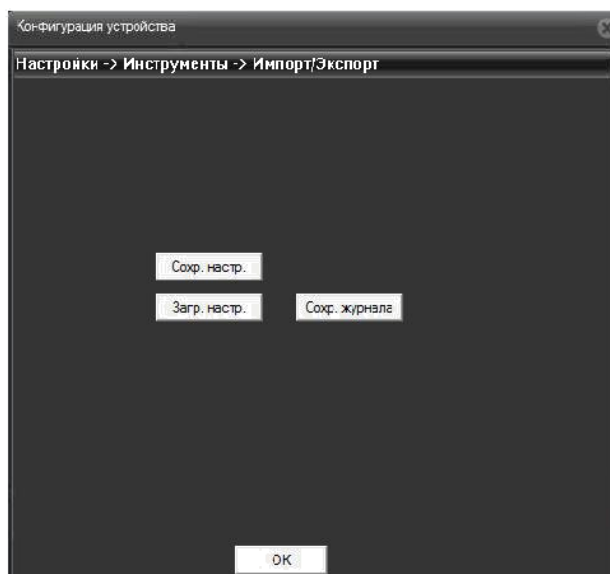 Конфигурация устройства
Настройки -> Инструменты -> Импорт/Экспорт
Сохр. настр.
Загр. настр. Сохр. журнала
OK